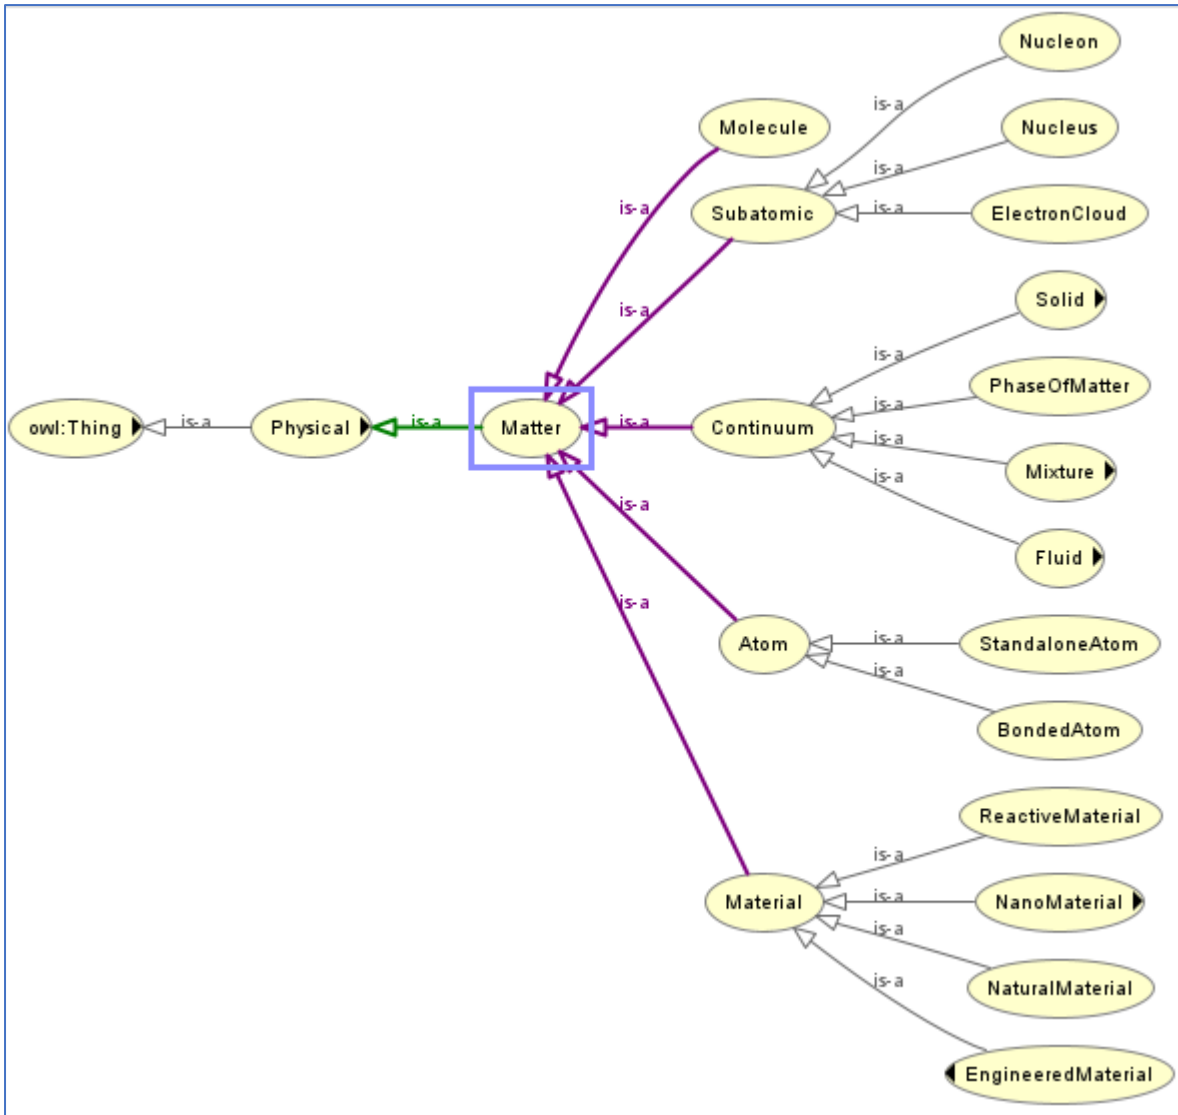 Nucleon
is-a
Molecule
Nucleus
is-a
is-a
Subatomic
is-a
ElectronCloud
is-a
Solid
is-a
PhaseOfMatter
is-a
owl:Thing
is-a
Physical
is-a
Matter
is-a
Continuum
is-a
Mixture
is-a
Fluid
is-a
is-a
Atom
is-a
StandaloneAtom
is-a
BondedAtom
ReactiveMaterial
is-a
Material
is-a
NanoMaterial
is-a
NaturalMaterial
is-a
EngineeredMaterial